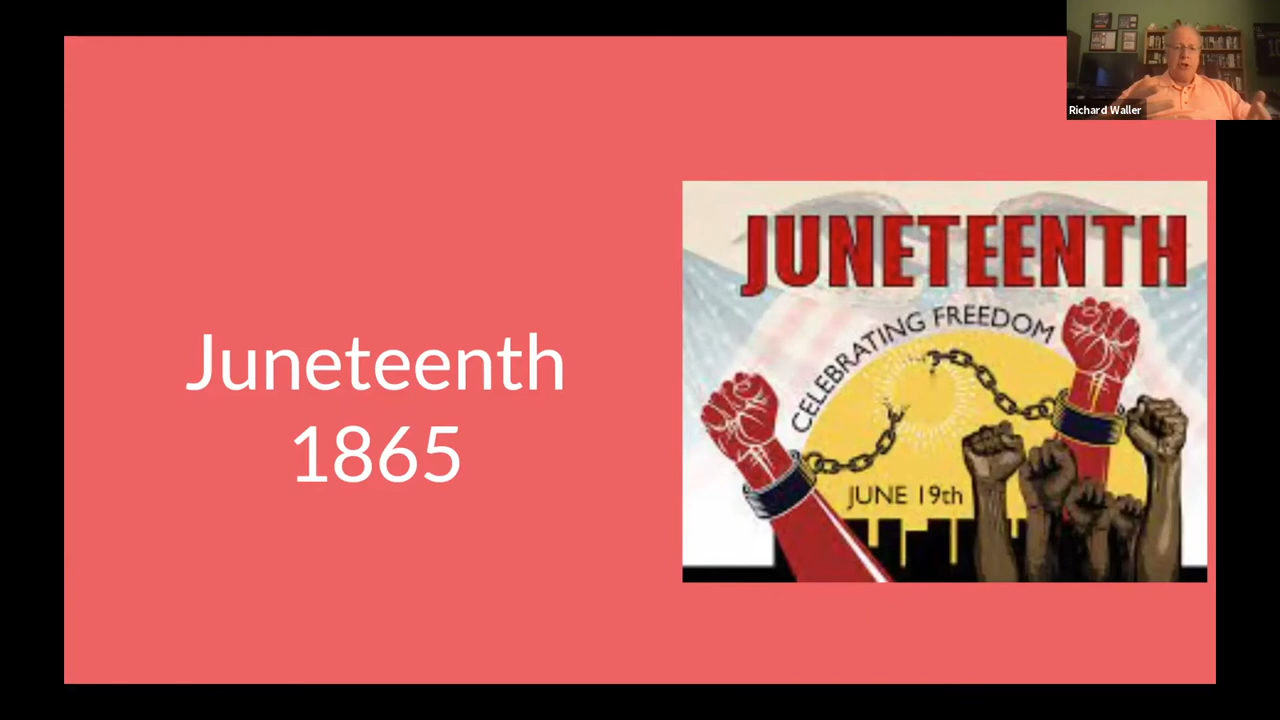 Juneteenth
1865
JUNETEENTH
CELEBRATING FREEDOM
JUNE 19th
Richard Waller